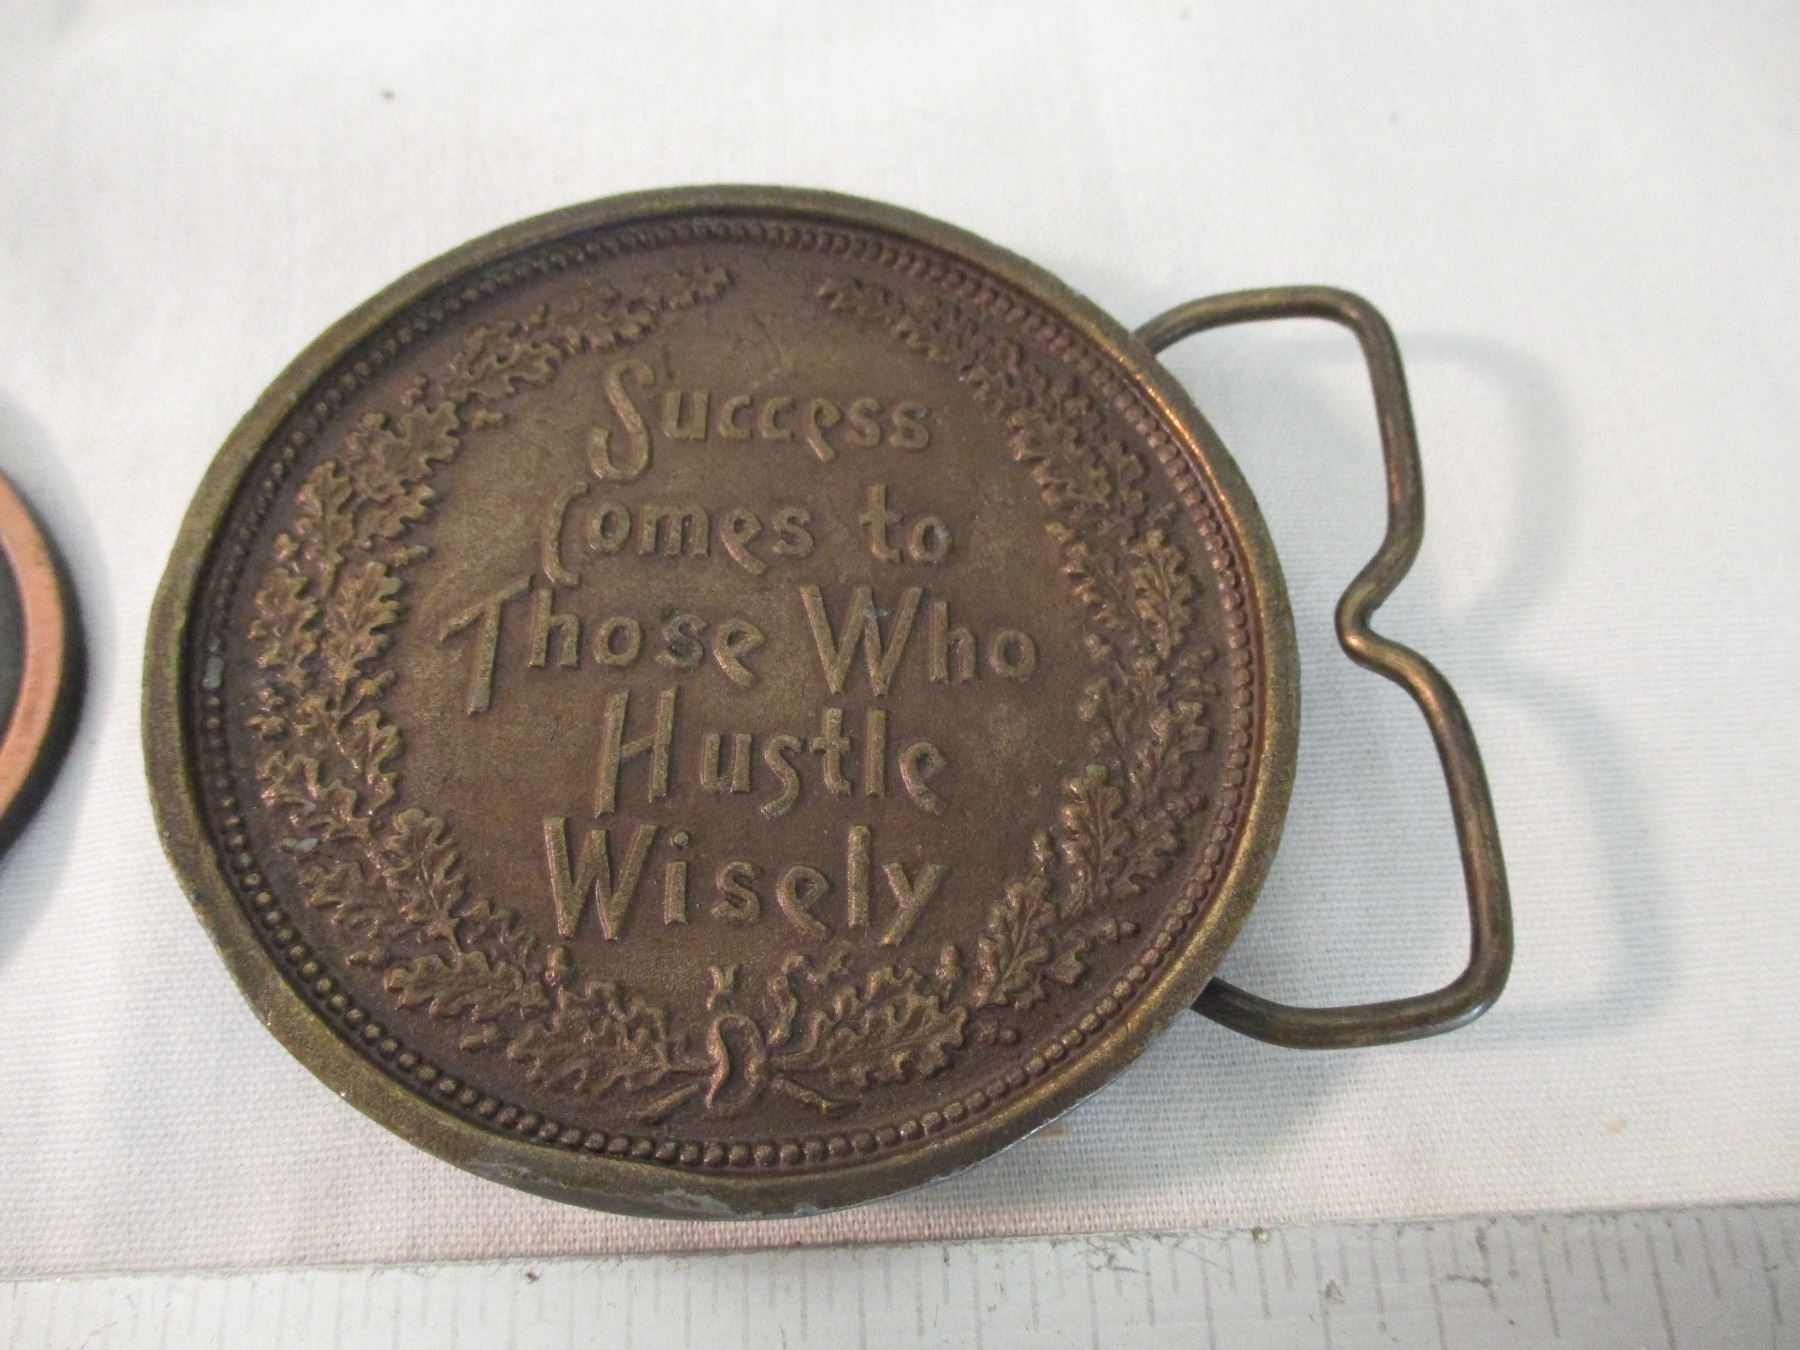 Success
Comes to
Those Who
Hustle
Wisely